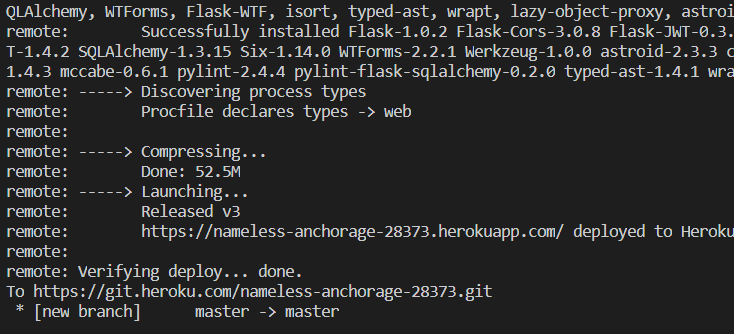 QLAlchemy, WTForms, Flask-WTF, isort, typed-ast, wrapt, lazy-object-proxy, astroi
remote:        Successfully installed Flask-1.0.2 Flask-Cors-3.0.8 Flask-JWT-0.3.
T-1.4.2 SQLAlchemy-1.3.15 Six-1.14.0 WTForms-2.2.1 Werkzeug-1.0.0 astroid-2.3.3 c
1.4.3 mccabe-0.6.1 pylint-2.4.4 pylint-flask-sqlalchemy-0.2.0 typed-ast-1.4.1 wra
remote: -----> Discovering process types
remote:        Procfile declares types -> web
remote:
remote: -----> Compressing...
remote:        Done: 52.5M
remote: -----> Launching...
remote:        Released v3
remote:        https://nameless-anchorage-28373.herokuapp.com/ deployed to Heroku
remote:
remote: Verifying deploy... done.
To https://git.heroku.com/nameless-anchorage-28373.git
 * [new branch]      master -> master